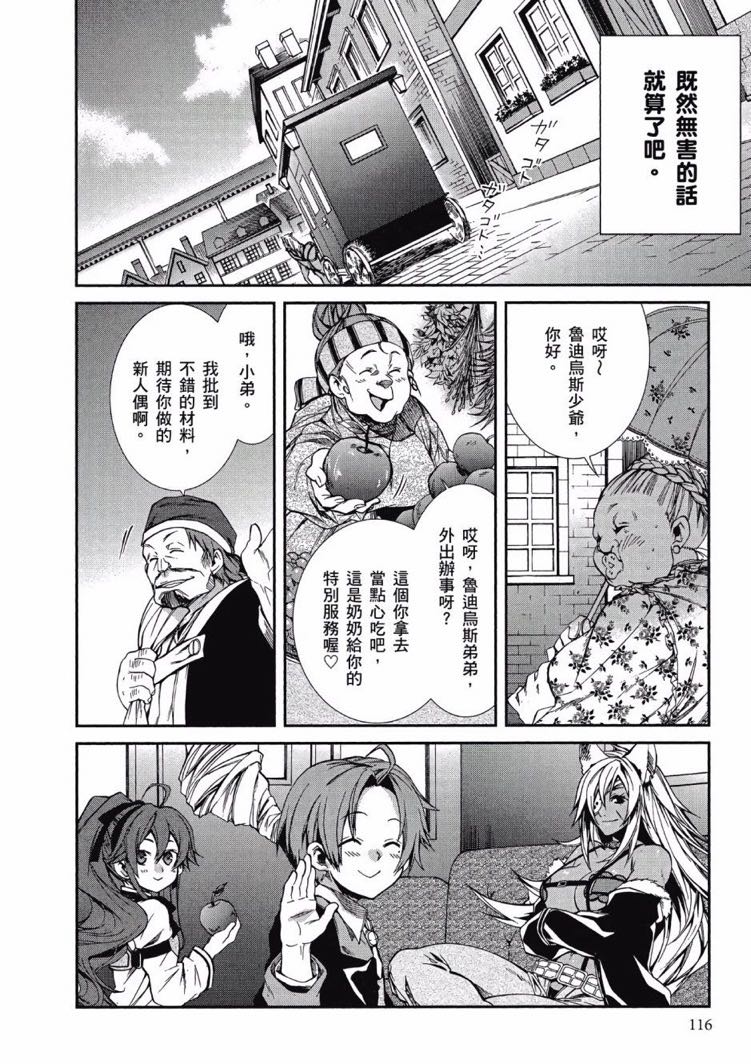 既然無害的話
就算了吧。
ガタ
ゴト
ガタ
ゴト…
哎呀～
魯迪烏斯少爺，
你好。
哎呀，魯迪烏斯弟弟，
外出辦事呀？
這個你拿去
當點心吃吧，
這是奶奶給你的
特別服務喔♡
哦，小弟。
我批到
不錯的材料，
期待你做的
新人偶啊。
116